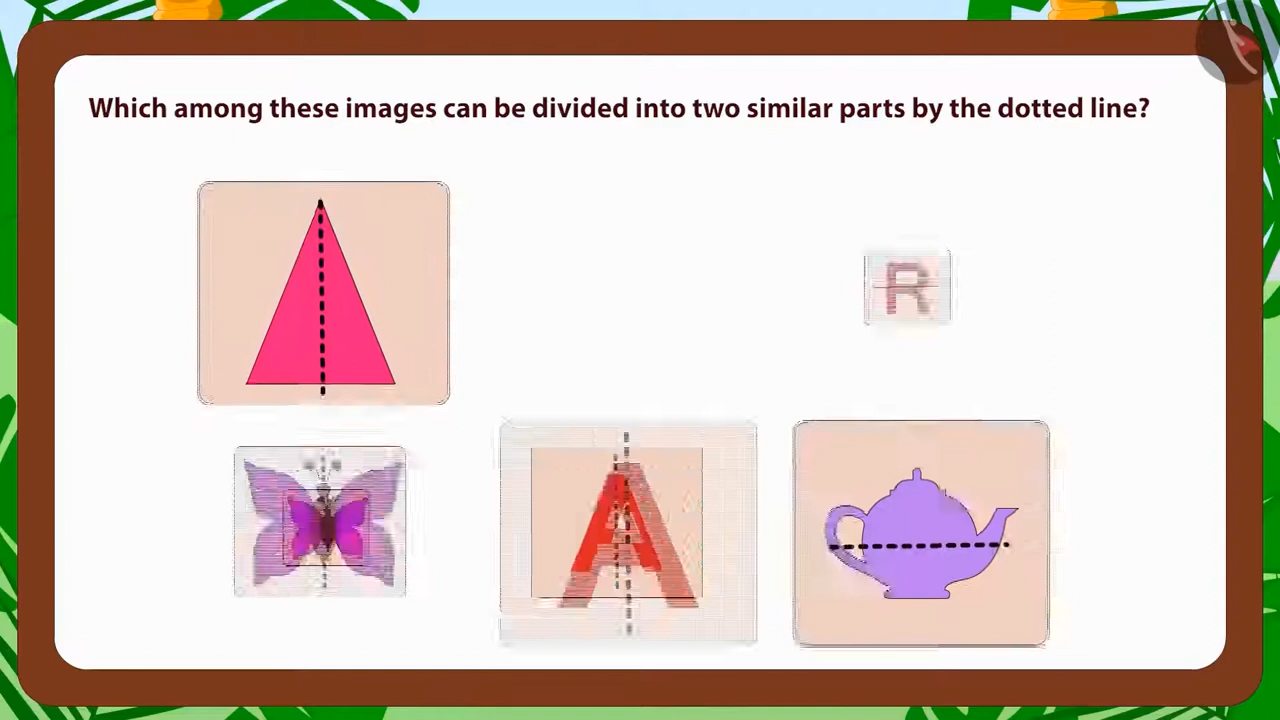 Which among these images can be divided into two similar parts by the dotted line?
R
A